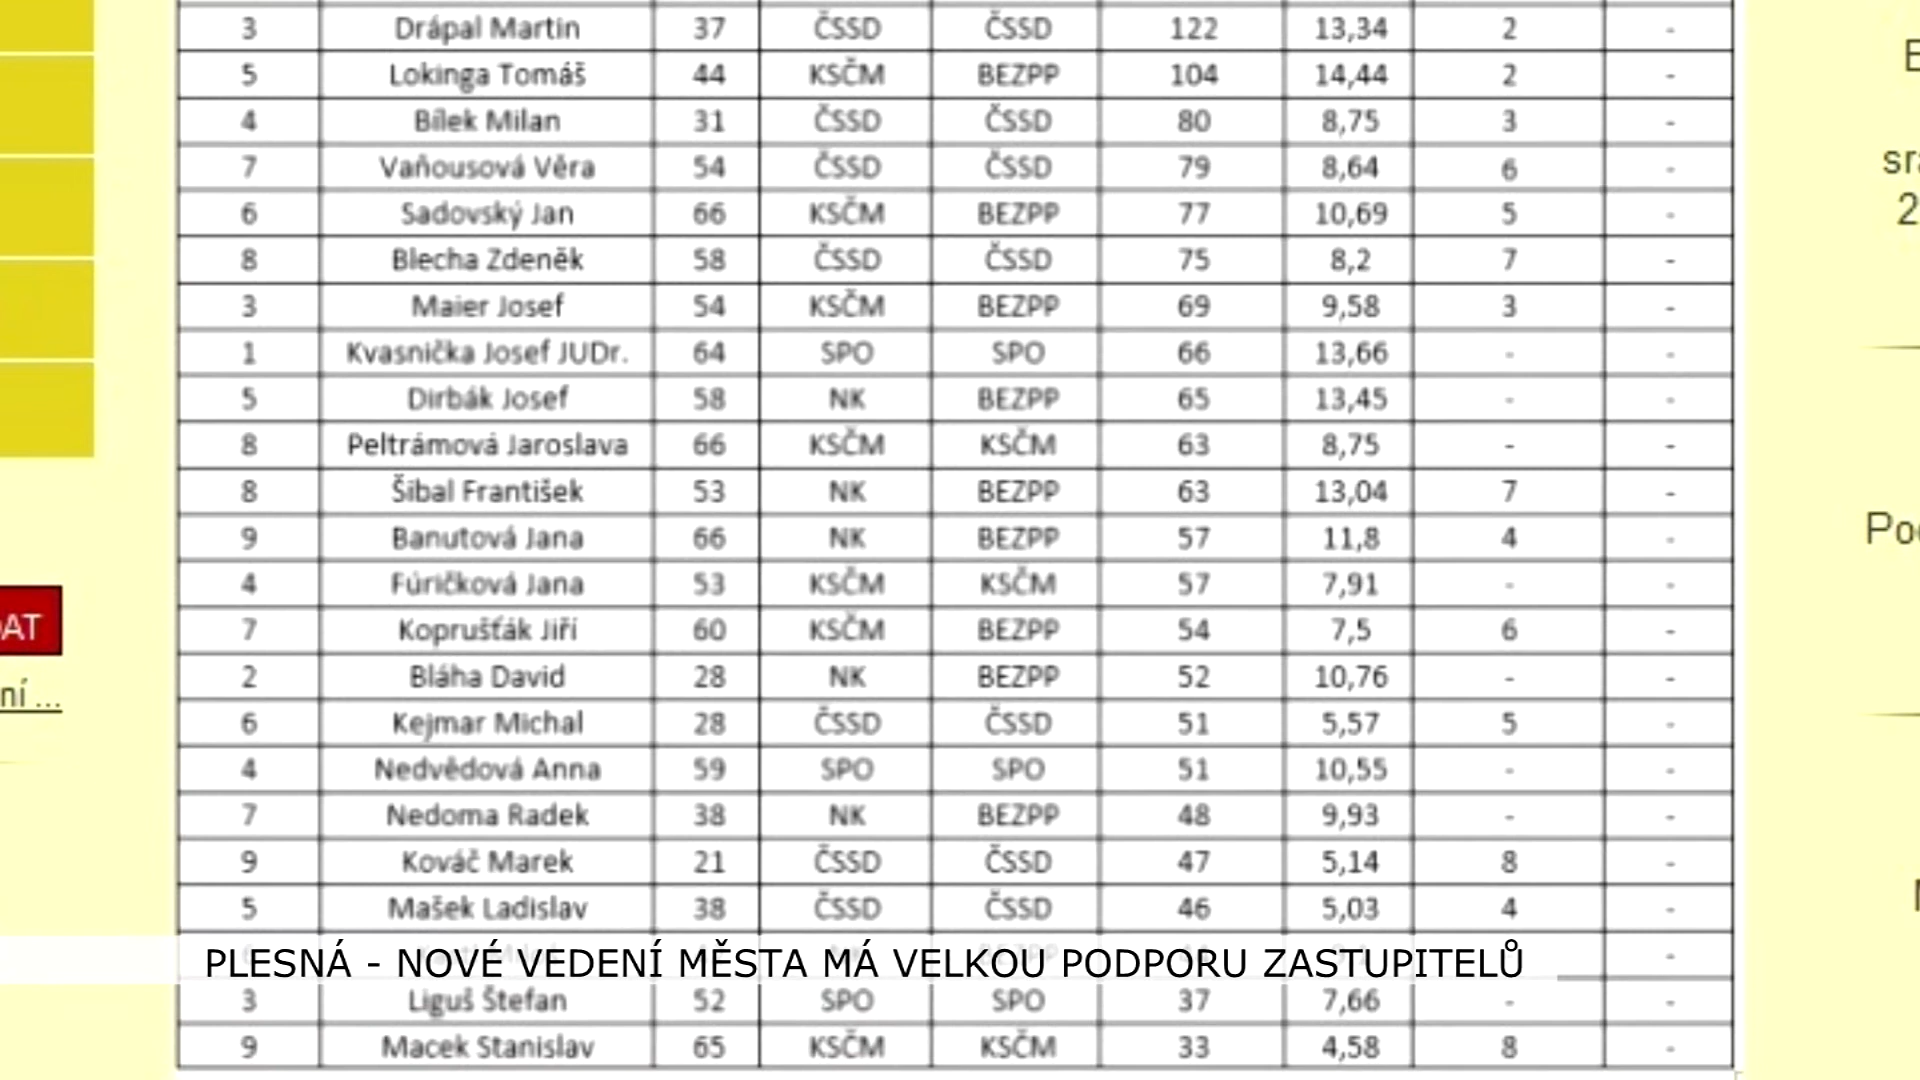 3 Drápal Martin 37 ČSSD ČSSD 122 13,34 2 -
5 Lokinga Tomáš 44 KSČM BEZPP 104 14,44 2 -
4 Bílek Milan 31 ČSSD ČSSD 80 8,75 3 -
7 Vaňousová Věra 54 ČSSD ČSSD 79 8,64 6 -
6 Sadovský Jan 66 KSČM BEZPP 77 10,69 5 -
8 Blecha Zdeněk 58 ČSSD ČSSD 75 8,2 7 -
3 Maier Josef 54 KSČM BEZPP 69 9,58 3 -
1 Kvasnička Josef JUDr. 64 SPO SPO 66 13,66 - -
5 Dirbák Josef 58 NK BEZPP 65 13,45 - -
8 Peltrámová Jaroslava 66 KSČM KSČM 63 8,75 - -
8 Šibal František 53 NK BEZPP 63 13,04 7 -
9 Banutová Jana 66 NK BEZPP 57 11,8 4 -
4 Fúričková Jana 53 KSČM KSČM 57 7,91 - -
7 Koprušťák Jiří 60 KSČM BEZPP 54 7,5 6 -
2 Bláha David 28 NK BEZPP 52 10,76 - -
6 Kejmar Michal 28 ČSSD ČSSD 51 5,57 5 -
4 Nedvědová Anna 59 SPO SPO 51 10,55 - -
7 Nedoma Radek 38 NK BEZPP 48 9,93 - -
9 Kováč Marek 21 ČSSD ČSSD 47 5,14 8 -
5 Mašek Ladislav 38 ČSSD ČSSD 46 5,03 4 -
PLESNÁ - NOVÉ VEDENÍ MĚSTA MÁ VELKOU PODPORU ZASTUPITELŮ
3 Liguš Štefan 52 SPO SPO 37 7,66 - -
9 Macek Stanislav 65 KSČM KSČM 33 4,58 8 -
ní ...